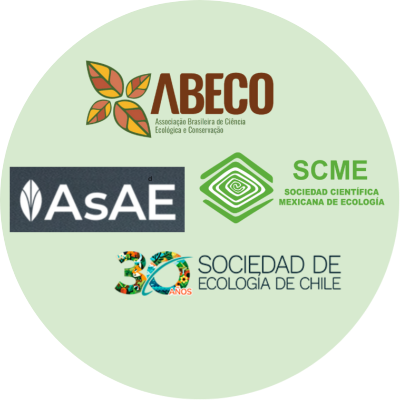 ABECO
Associação Brasileira de Ciência
Ecológica e Conservação
AsAE
SCME
SOCIEDAD CIENTÍFICA
MEXICANA DE ECOLOGÍA
30
AÑOS
SOCIEDAD DE
ECOLOGÍA DE CHILE